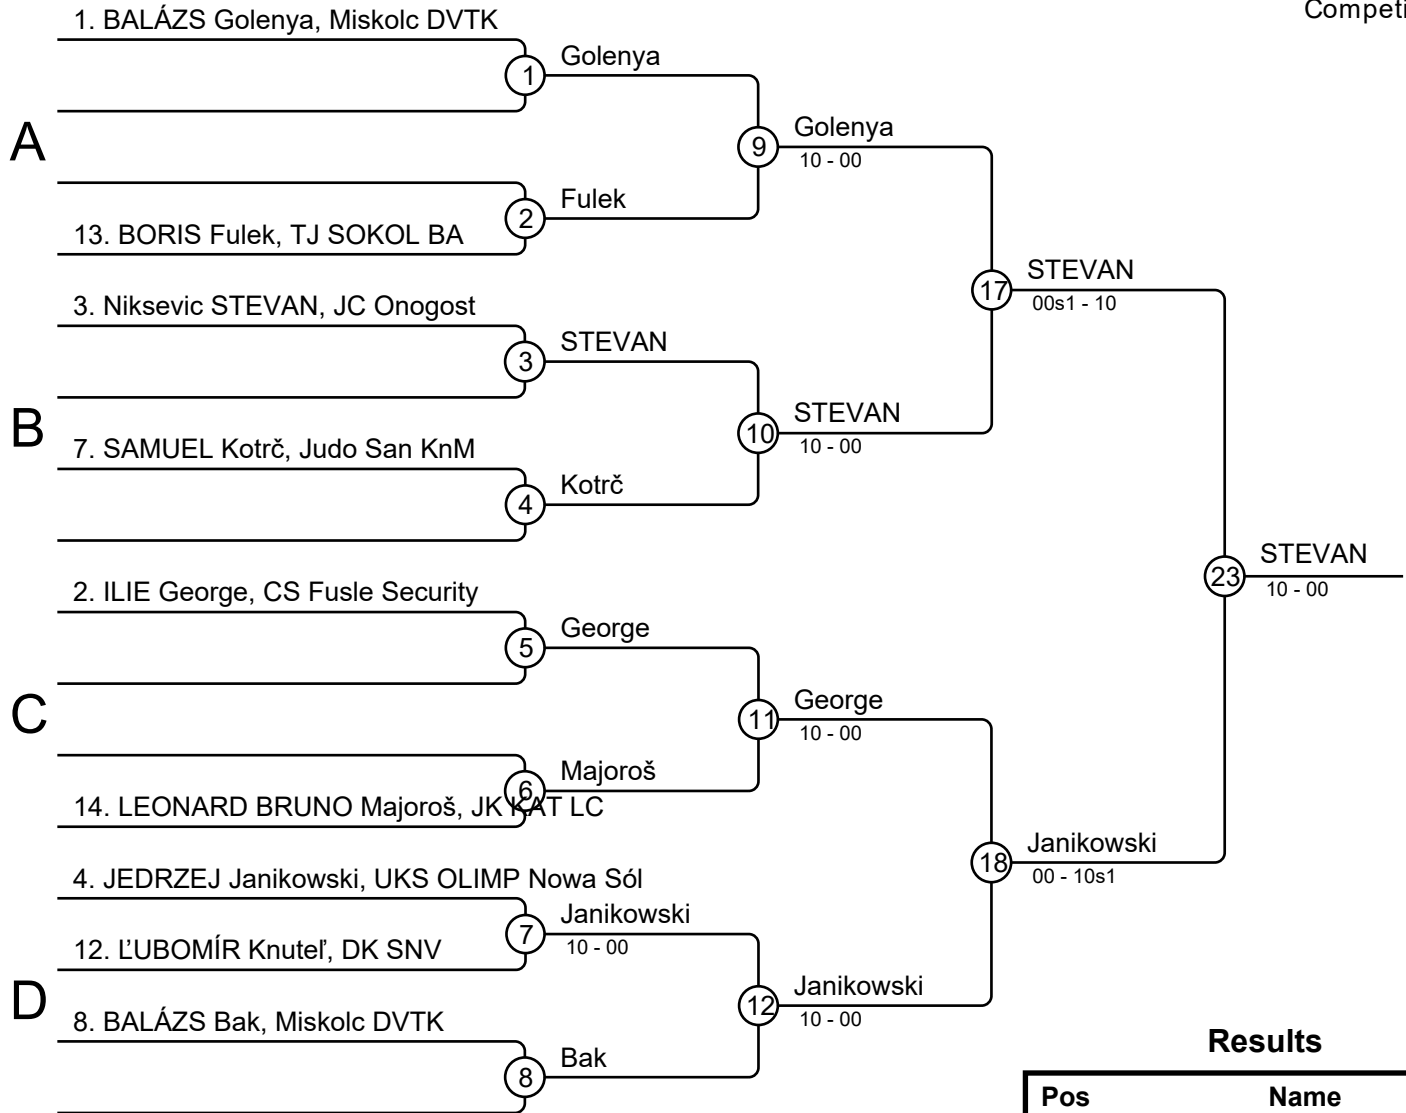 Competi
1. BALÁZS Golenya, Miskolc DVTK
1
Golenya
A
9
Golenya
10 - 00
2
Fulek
13. BORIS Fulek, TJ SOKOL BA
17
STEVAN
00s1 - 10
3. Niksevic STEVAN, JC Onogost
3
STEVAN
B
10
STEVAN
10 - 00
7. SAMUEL Kotrč, Judo San KnM
4
Kotrč
23
STEVAN
10 - 00
2. ILIE George, CS Fusle Security
5
George
C
11
George
10 - 00
6
Majoroš
14. LEONARD BRUNO Majoroš, JK KAT LC
18
Janikowski
00 - 10s1
4. JEDRZEJ Janikowski, UKS OLIMP Nowa Sól
7
Janikowski
10 - 00
12. ĽUBOMÍR Knuteľ, DK SNV
D
12
Janikowski
10 - 00
8. BALÁZS Bak, Miskolc DVTK
8
Bak
Results
Pos Name